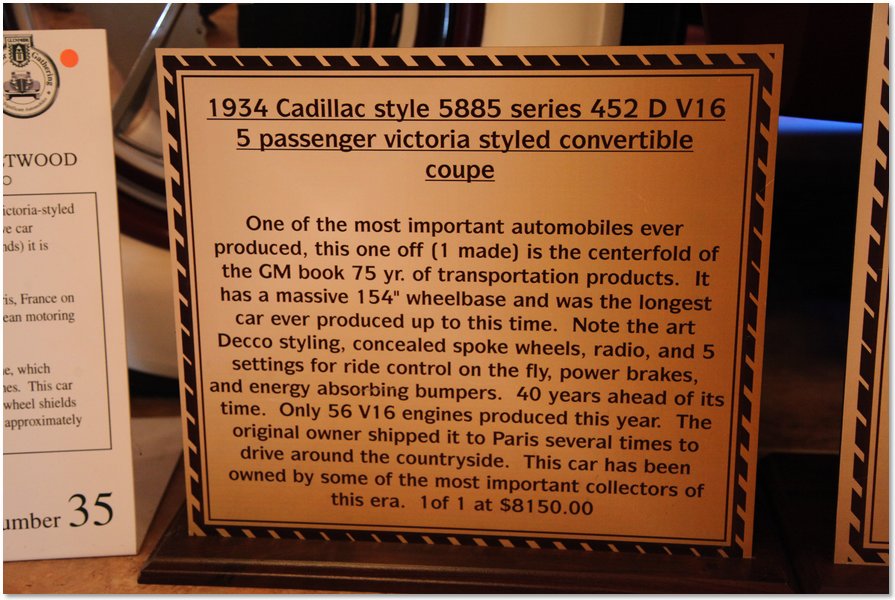 1934 Cadillac style 5885 series 452 D V16
5 passenger victoria styled convertible
coupe
One of the most important automobiles ever
produced, this one off (1 made) is the centerfold of
the GM book 75 yr. of transportation products. It
has a massive 154" wheelbase and was the longest
car ever produced up to this time. Note the art
Decco styling, concealed spoke wheels, radio, and 5
settings for ride control on the fly, power brakes,
and energy absorbing bumpers. 40 years ahead of its
time. Only 56 V16 engines produced this year. The
original owner shipped it to Paris several times to
drive around the countryside. This car has been
owned by some of the most important collectors of
this era. 1of 1 at $8150.00
Gathering
TWOOD
O
ictoria-styled
ve car
nds) it is
is, France on
ean motoring
e, which
nes. This car
wheel shields
approximately
umber 35